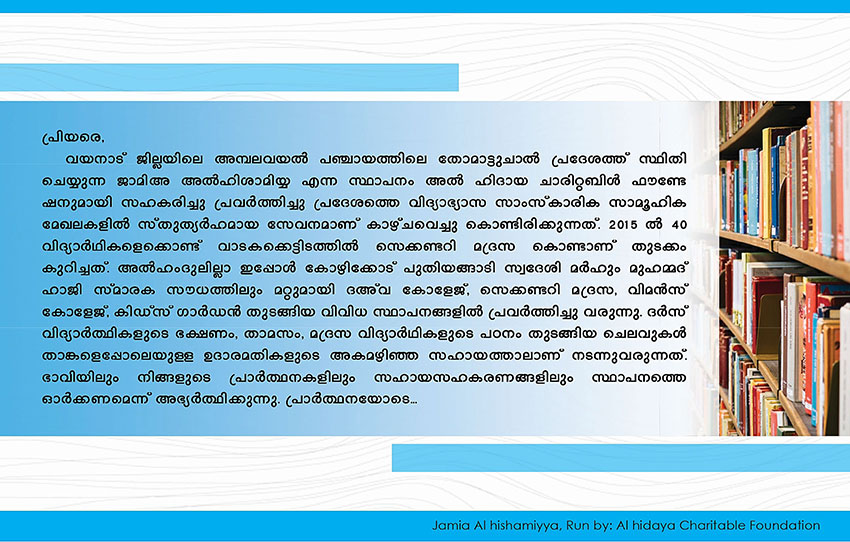 പ്രിയരെ,
വയനാട് ജില്ലയിലെ അമ്പലവയൽ പഞ്ചായത്തിലെ തോമാട്ടുചാൽ പ്രദേശത്ത് സ്ഥിതി
ചെയ്യുന്ന ജാമിഅ അൽഹിശാമിയ്യ എന്ന സ്ഥാപനം അൽ ഹിദായ ചാരിറ്റബിൾ ഫൗണ്ടേ
ഷനുമായി സഹകരിച്ചു പ്രവർത്തിച്ചു പ്രദേശത്തെ വിദ്യാഭ്യാസ സാംസ്കാരിക സാമൂഹിക
മേഖലകളിൽ സ്തുത്യർഹമായ സേവനമാണ് കാഴ്ചവെച്ചു കൊണ്ടിരിക്കുന്നത്. 2015 ൽ 40
വിദ്യാർഥികളെക്കൊണ്ട് വാടകക്കെട്ടിടത്തിൽ സെക്കണ്ടറി മദ്രസ കൊണ്ടാണ് തുടക്കം
കുറിച്ചത്. അൽഹംദുലില്ലാ ഇപ്പോൾ കോഴിക്കോട് പുതിയങ്ങാടി സ്വദേശി മർഹും മുഹമ്മദ്
ഹാജി സ്മാരക സൗധത്തിലും മറ്റുമായി ദഅ്‌വ കോളേജ്, സെക്കണ്ടറി മദ്രസ, വിമൻസ്
കോളേജ്, കിഡ്സ് ഗാർഡൻ തുടങ്ങിയ വിവിധ സ്ഥാപനങ്ങളിൽ പ്രവർത്തിച്ചു വരുന്നു. ദർസ്
വിദ്യാർത്ഥികളുടെ ഭക്ഷണം, താമസം, മദ്രസ വിദ്യാർഥികളുടെ പഠനം തുടങ്ങിയ ചെലവുകൾ
താങ്കളെപ്പോലെയുള്ള ഉദാരമതികളുടെ അകമഴിഞ്ഞ സഹായത്താലാണ് നടന്നുവരുന്നത്.
ഭാവിയിലും നിങ്ങളുടെ പ്രാർത്ഥനകളിലും സഹായസഹകരണങ്ങളിലും സ്ഥാപനത്തെ
ഓർക്കണമെന്ന് അഭ്യർത്ഥിക്കുന്നു. പ്രാർത്ഥനയോടെ...
Jamia Al hishamiyya, Run by: Al hidaya Charitable Foundation